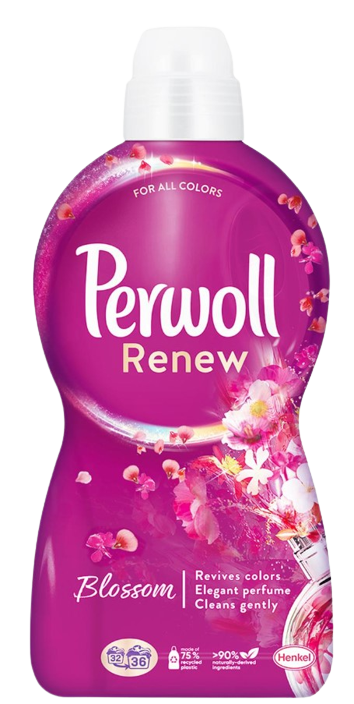 FOR ALL COLORS
Perwoll
Renew
Blossom
Revives colors
Elegant perfume
Cleans gently
32 36
made of
75%
recycled
plastic
>90%
naturally-derived
ingredients
Henkel